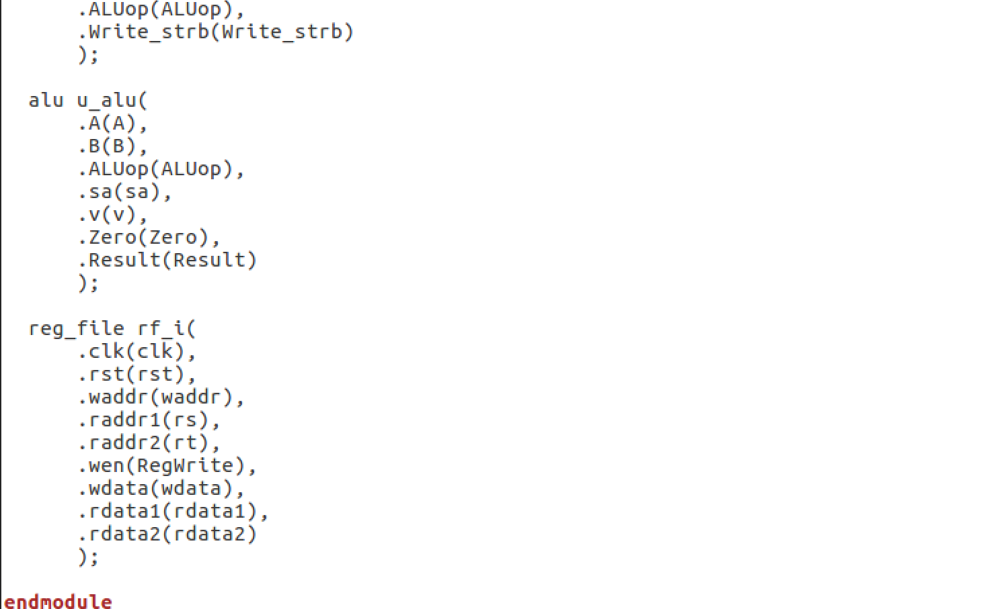 .ALUop(ALUop),
.Write_strb(Write_strb)
);
alu u_alu(
.A(A),
.B(B),
.ALUop(ALUop),
.sa(sa),
.v(v),
.Zero(Zero),
.Result(Result)
);
reg_file rf_i(
.clk(clk),
.rst(rst),
.waddr(waddr),
.raddr1(rs),
.raddr2(rt),
.wen(RegWrite),
.wdata(wdata),
.rdata1(rdata1),
.rdata2(rdata2)
);
endmodule